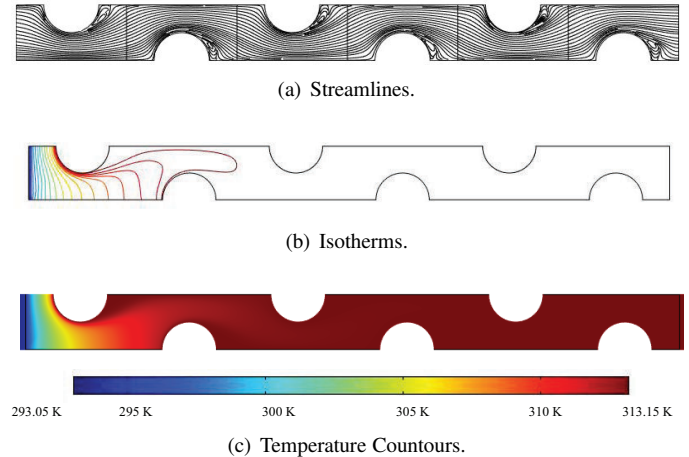 (a) Streamlines.
(b) Isotherms.
293.05 K 295 K 300 K 305 K 310 K 313.15 K
(c) Temperature Countours.